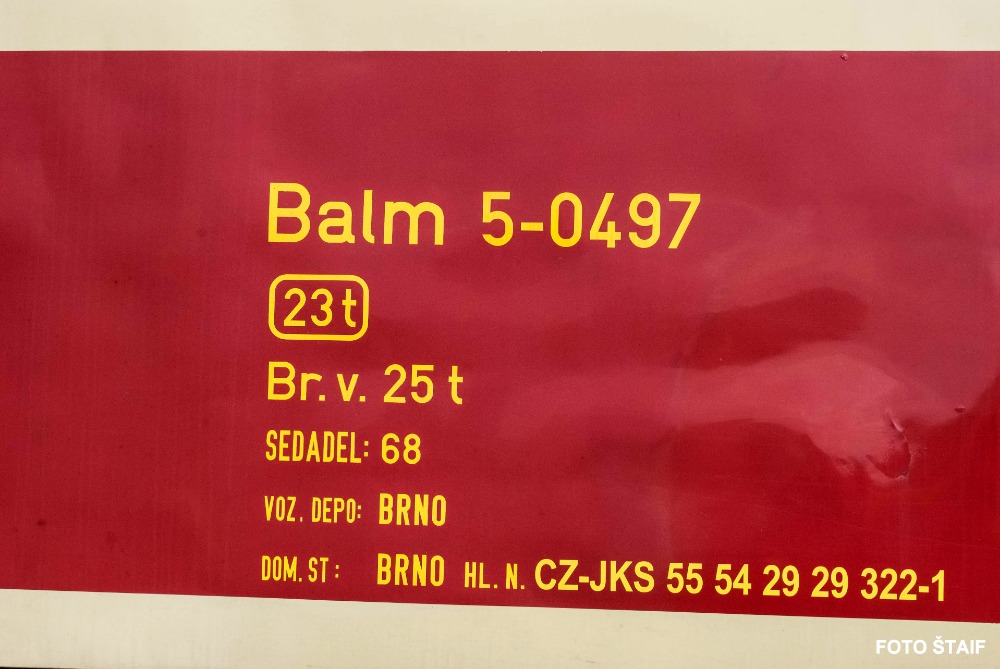 Balm 5-0497
23 t
Br. v. 25 t
SEDADEL: 68
VOZ. DEPO: BRNO
DOM. ST: BRNO HL. N. CZ-JKS 55 54 29 29 322-1
FOTO ŠTAIF